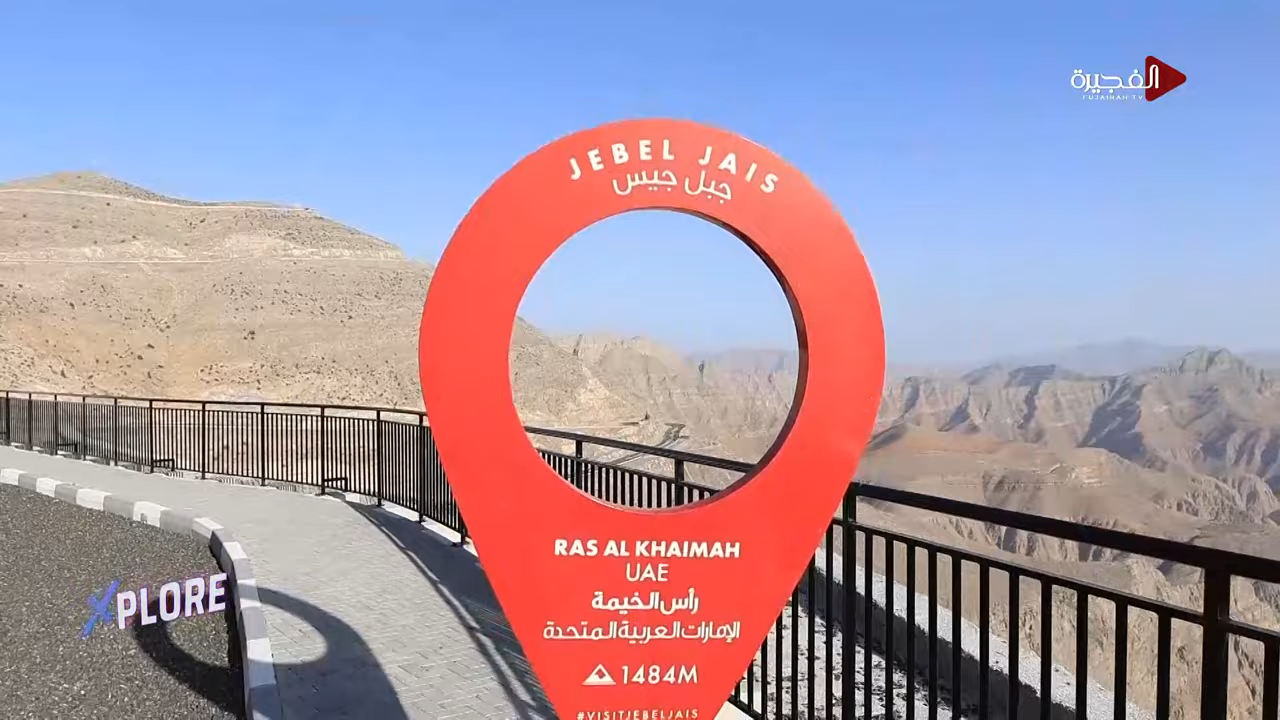 الفجيرة
FUJAIRAH TV
JEBEL JAIS
جبل جيس
RAS AL KHAIMAH
UAE
رأس الخيمة
الإمارات العربية المتحدة
1484M
#VISITJEBELJAIS
XPLORE